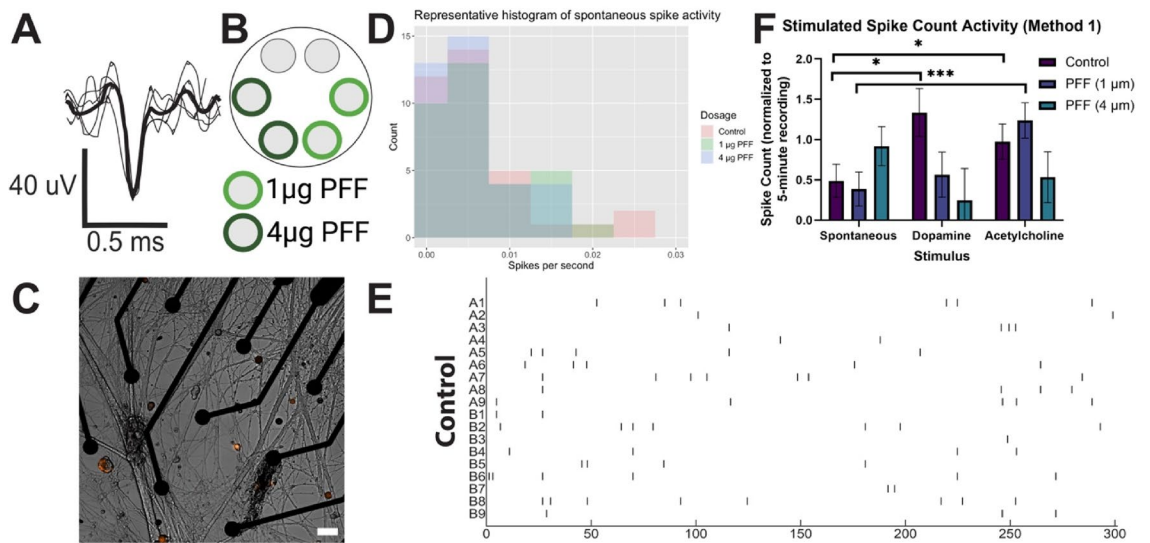 A
40 uV
0.5 ms
B
1μg PFF
4μg PFF
C
D
Representative histogram of spontaneous spike activity
15
10
5
0
Count
0.00
0.01
0.02
0.03
Spikes per second
Dosage
Control
1 μg PFF
4 μg PFF
F
Stimulated Spike Count Activity (Method 1)
Spike Count (normalized to
5-minute recording)
2.0
1.5
1.0
0.5
0.0
*
*
***
Control
PFF (1 μm)
PFF (4 μm)
Spontaneous
Dopamine
Acetylcholine
Stimulus
E
Control
A1
A2
A3
A4
A5
A6
A7
A8
A9
B1
B2
B3
B4
B5
B6
B7
B8
B9
0
50
100
150
200
250
300